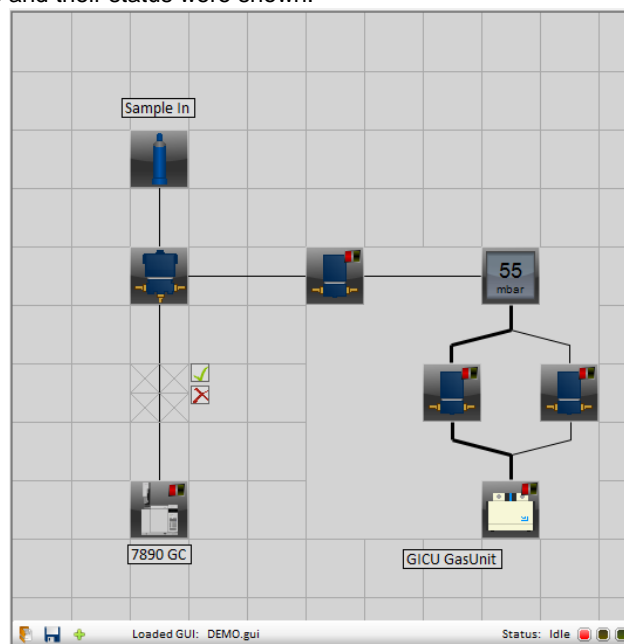 and their status were shown.
Sample In
55
mbar
7890 GC
GICU GasUnit
Loaded GUI: DEMO.gui
Status: Idle